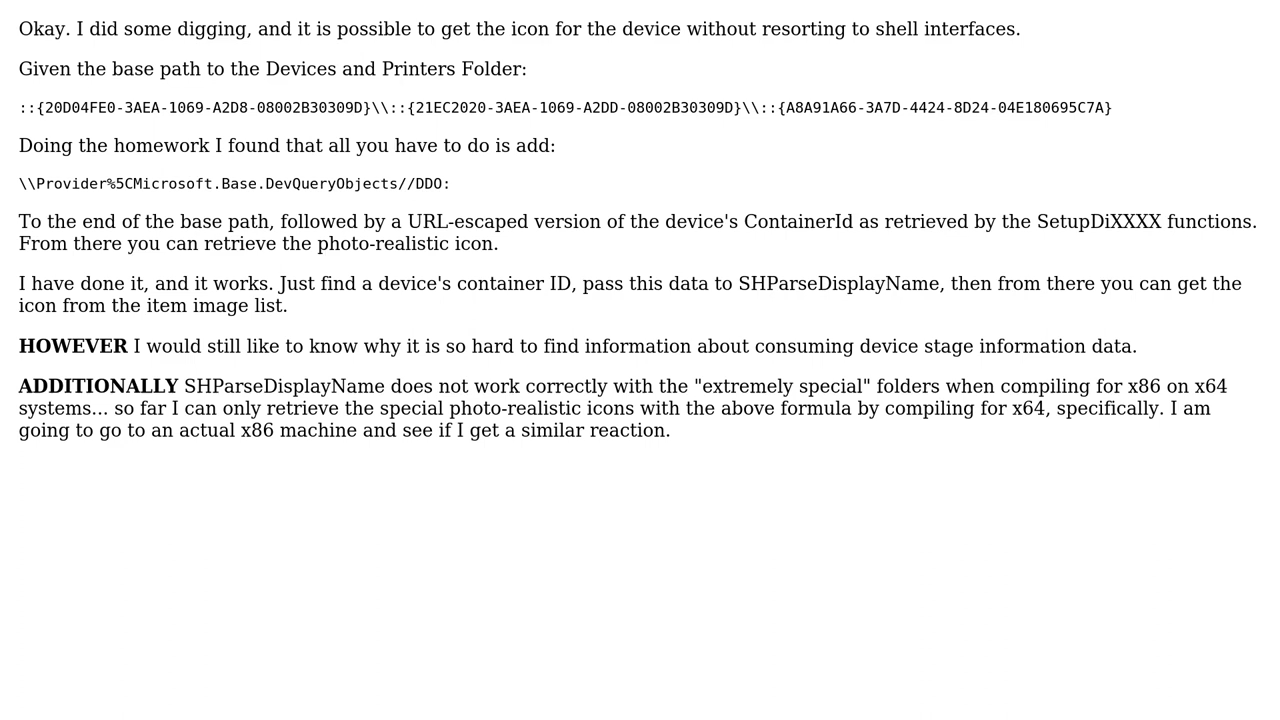 Okay. I did some digging, and it is possible to get the icon for the device without resorting to shell interfaces.
Given the base path to the Devices and Printers Folder:
::{20D04FE0-3AEA-1069-A2D8-08002B30309D}\\::{21EC2020-3AEA-1069-A2DD-08002B30309D}\\::{A8A91A66-3A7D-4424-8D24-04E180695C7A}
Doing the homework I found that all you have to do is add:
\\Provider%5CMicrosoft.Base.DevQueryObjects//DDO:
To the end of the base path, followed by a URL-escaped version of the device's ContainerId as retrieved by the SetupDiXXXX functions.
From there you can retrieve the photo-realistic icon.
I have done it, and it works. Just find a device's container ID, pass this data to SHParseDisplayName, then from there you can get the
icon from the item image list.
HOWEVER I would still like to know why it is so hard to find information about consuming device stage information data.
ADDITIONALLY SHParseDisplayName does not work correctly with the "extremely special" folders when compiling for x86 on x64
systems... so far I can only retrieve the special photo-realistic icons with the above formula by compiling for x64, specifically. I am
going to go to an actual x86 machine and see if I get a similar reaction.